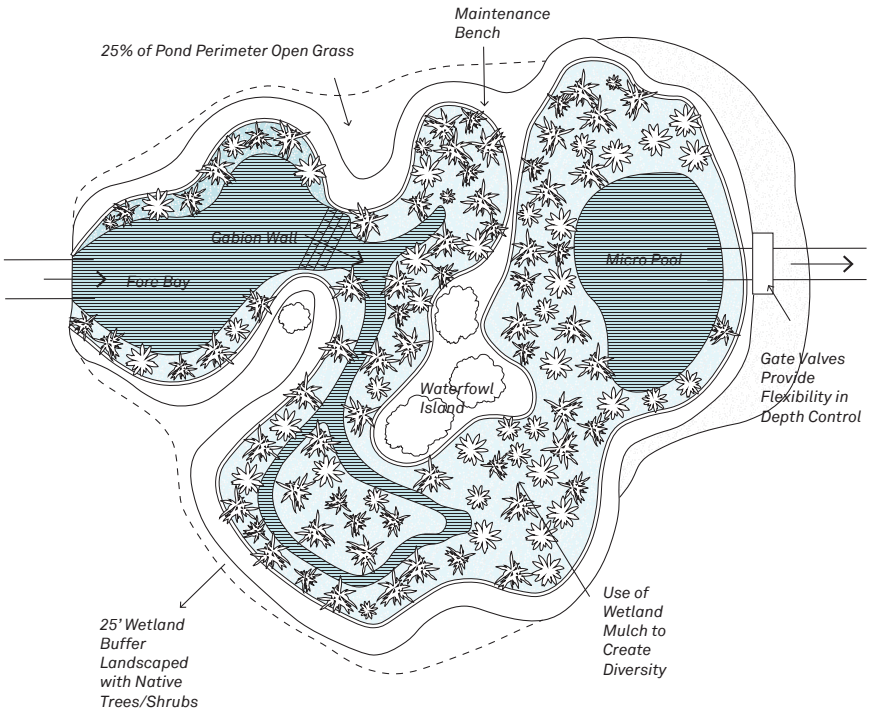 Maintenance
Bench
25% of Pond Perimeter Open Grass
Gabion Wall
Fore Bay
Micro Pool
Waterfowl
Island
Gate Valves
Provide
Flexibility in
Depth Control
25' Wetland
Buffer
Landscaped
with Native
Trees/Shrubs
Use of
Wetland
Mulch to
Create
Diversity